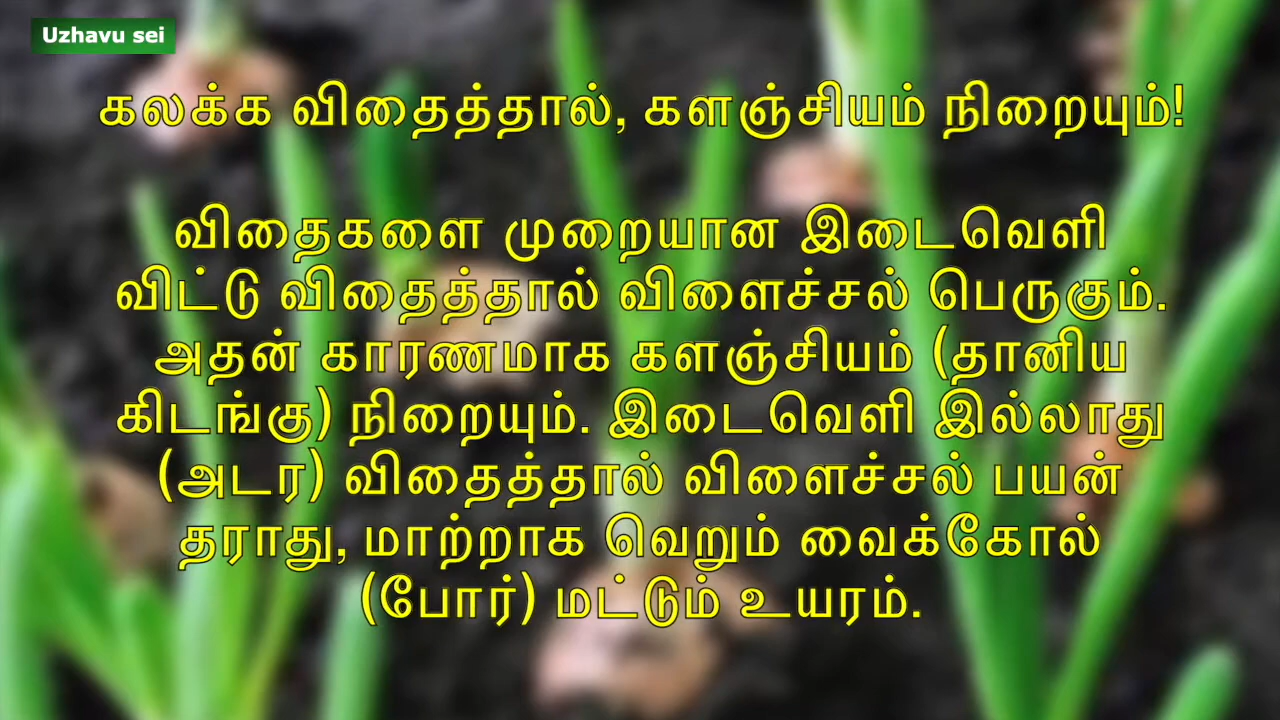 Uzhavu sei
கலக்க விதைத்தால், களஞ்சியம் நிறையும்!
விதைகளை முறையான இடைவெளி
விட்டு விதைத்தால் விளைச்சல் பெருகும்.
அதன் காரணமாக களஞ்சியம் (தானிய
கிடங்கு) நிறையும். இடைவெளி இல்லாது
(அடர) விதைத்தால் விளைச்சல் பயன்
தராது, மாற்றாக வெறும் வைக்கோல்
(போர்) மட்டும் உயரம்.